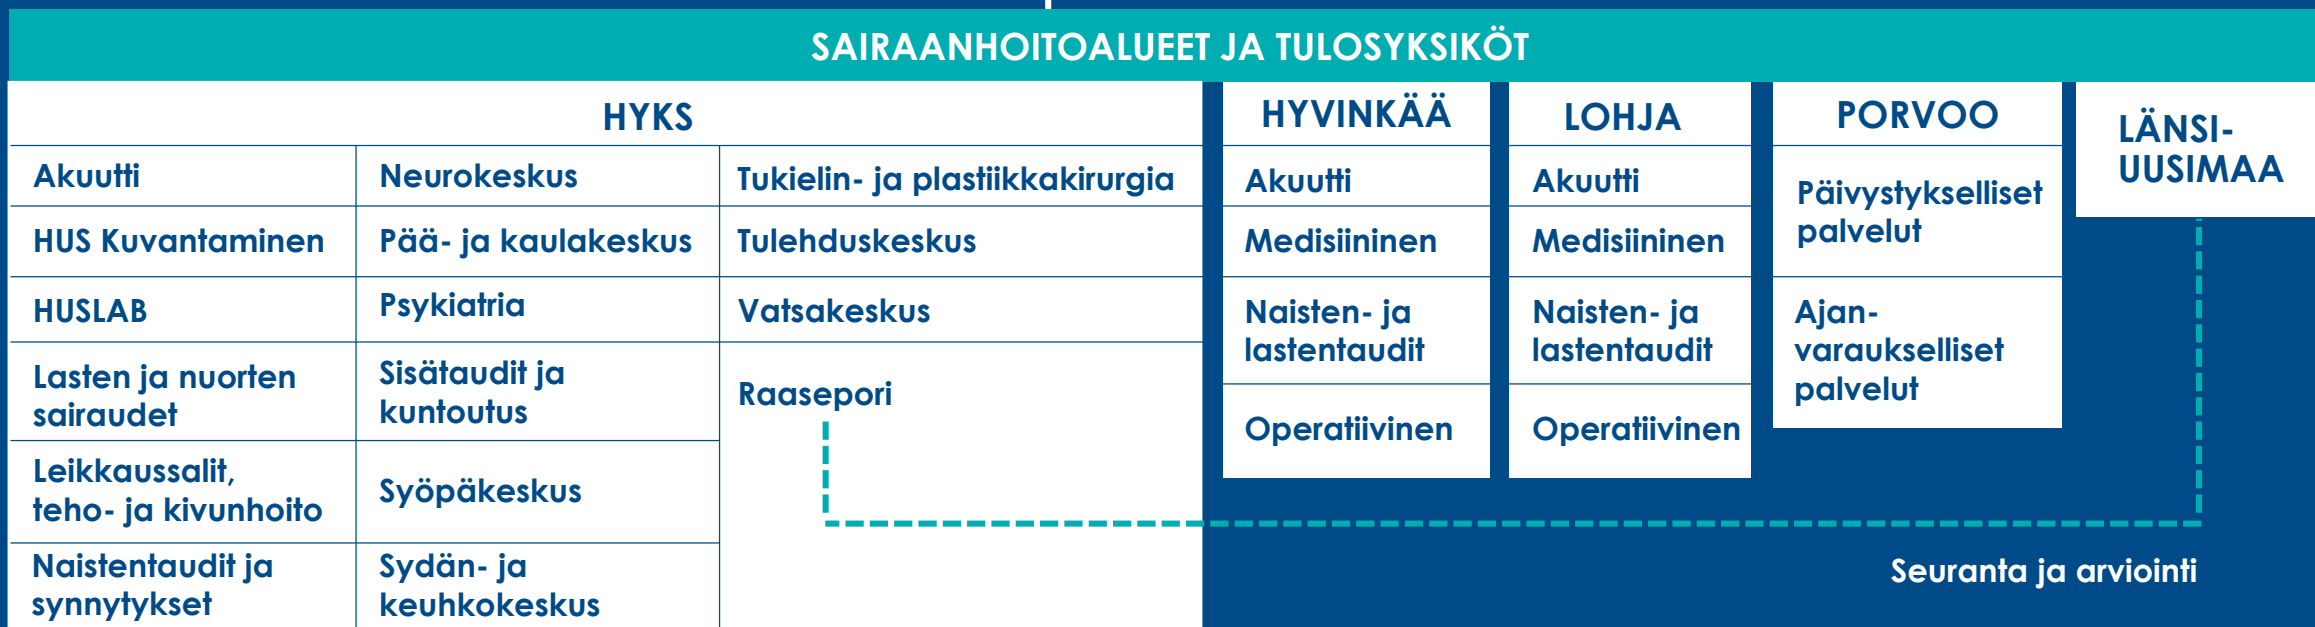 SAIRAANHOITOALUEET JA TULOSYKSIKÖT
HYKS
Akuutti
HUS Kuvantaminen
HUSLAB
Lasten ja nuorten
sairaudet
Leikkaussalit,
teho- ja kivunhoito
Naistentaudit ja
synnytykset
Neurokeskus
Pää- ja kaulakeskus
Psykiatria
Sisätaudit ja
kuntoutus
Syöpäkeskus
Sydän- ja
keuhkokeskus
Tukielin- ja plastiikkakirurgia
Tulehduskeskus
Vatsakeskus
Raasepori
HYVINKÄÄ
Akuutti
Medisiininen
Naisten- ja
lastentaudit
Operatiivinen
LOHJA
Akuutti
Medisiininen
Naisten- ja
lastentaudit
Operatiivinen
PORVOO
Päivystykselliset
palvelut
Ajan-
varaukselliset
palvelut
LÄNSI-
UUSIMAA
Seuranta ja arviointi